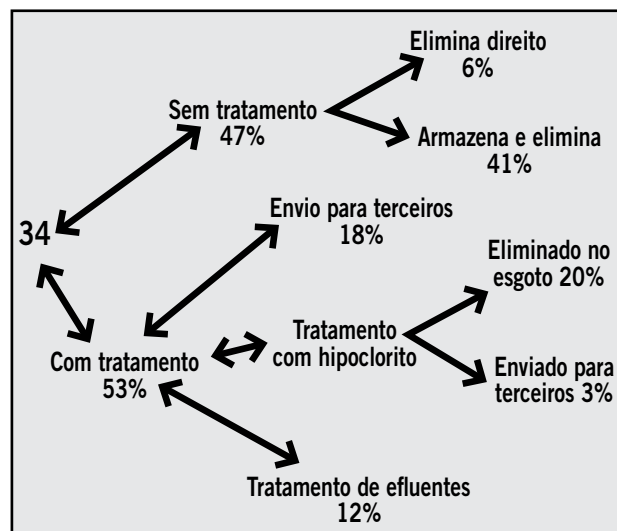 Elimina direito
6%
Sem tratamento
47%
Armazena e elimina
41%
34
Envio para terceiros
18%
Eliminado no
esgoto 20%
Tratamento
com hipoclorito
Enviado para
terceiros 3%
Com tratamento
53%
Tratamento de efluentes
12%